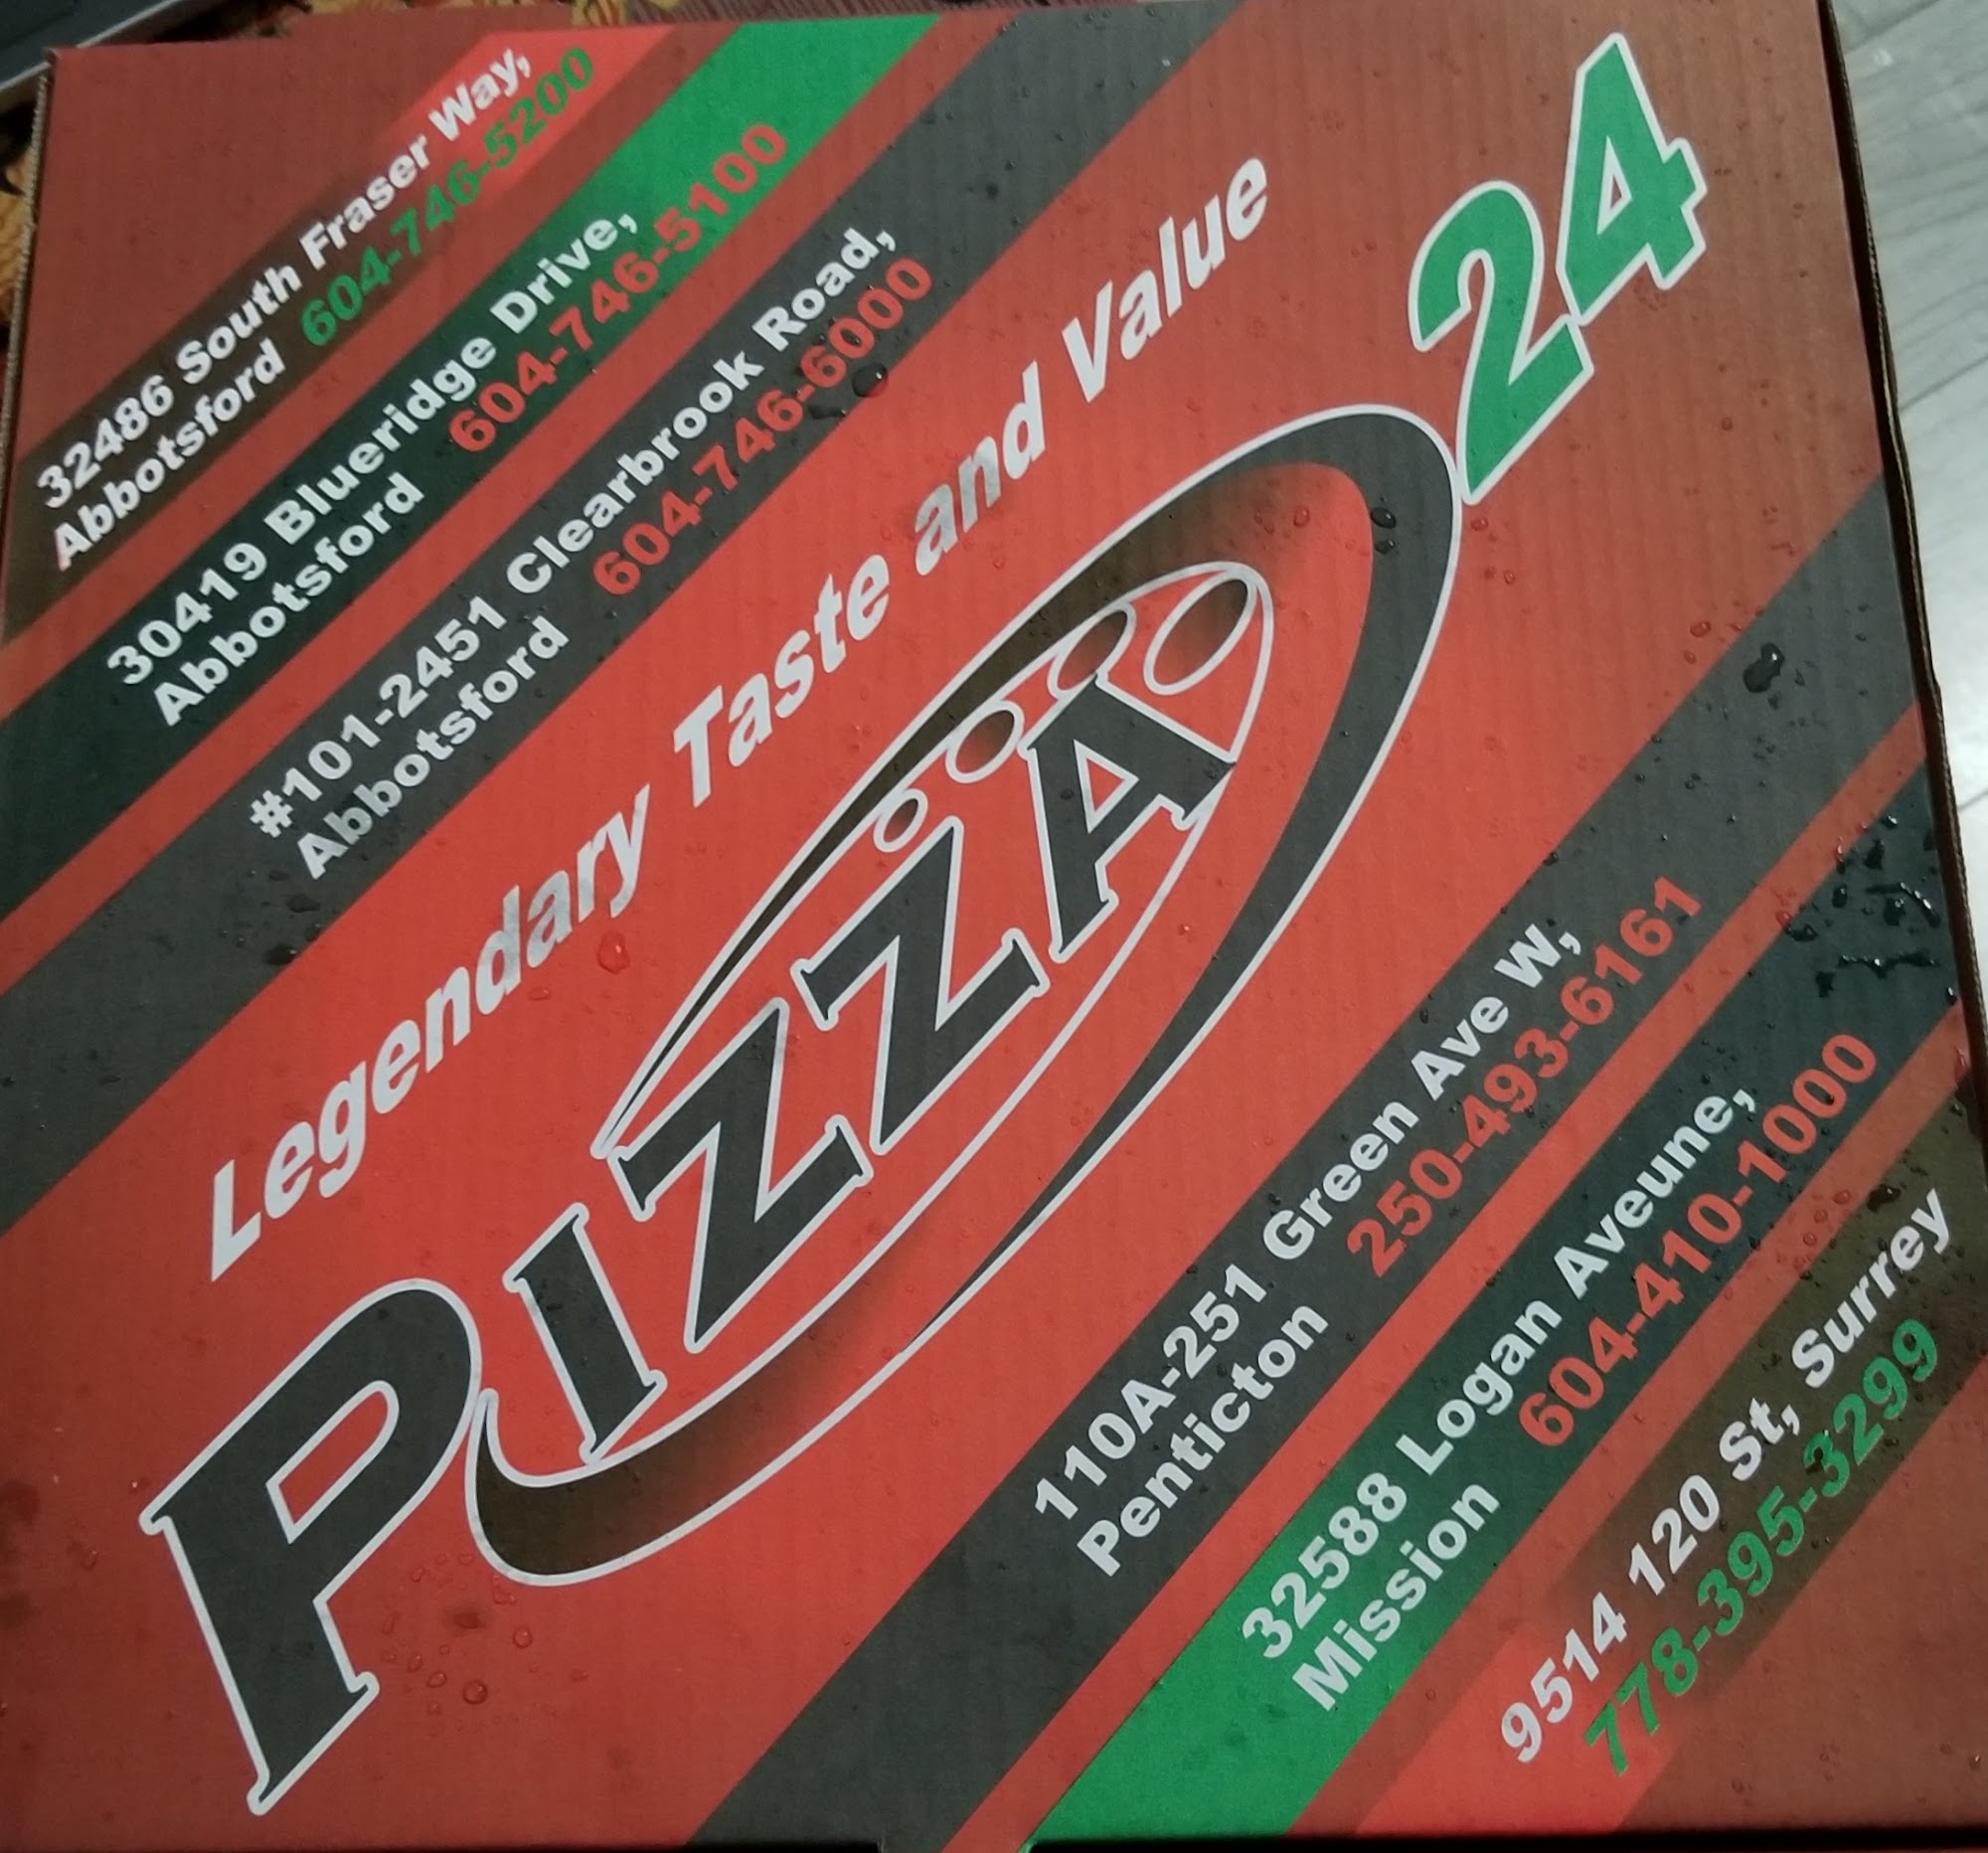 32486 South Fraser Way,
Abbotsford 604-746-5200
30419 Blueridge Drive,
Abbotsford 604-746-5100
#101-2451 Clearbrook Road,
Abbotsford 604-746-6000
Legendary Taste and Value
PIZZA 24
110A-251 Green Ave W,
Penticton 250-493-6161
32588 Logan Aveune,
Mission 604-410-1000
9514 120 St, Surrey
778-395-3299